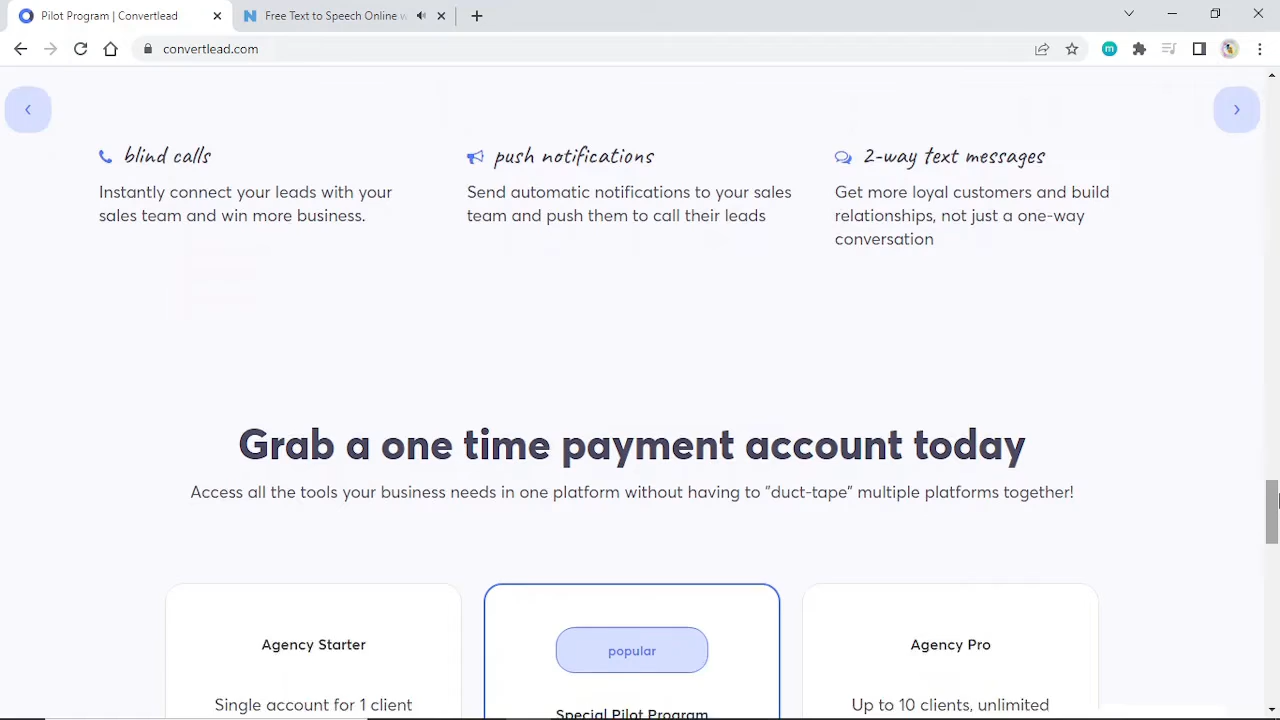 Pilot Program | Convertlead
Free Text to Speech Online w
convertlead.com
m
blind calls
Instantly connect your leads with your
sales team and win more business.
push notifications
Send automatic notifications to your sales
team and push them to call their leads
2-way text messages
Get more loyal customers and build
relationships, not just a one-way
conversation
Grab a one time payment account today
Access all the tools your business needs in one platform without having to "duct-tape" multiple platforms together!
Agency Starter
Single account for 1 client
popular
Special Pilot Program
Agency Pro
Up to 10 clients, unlimited